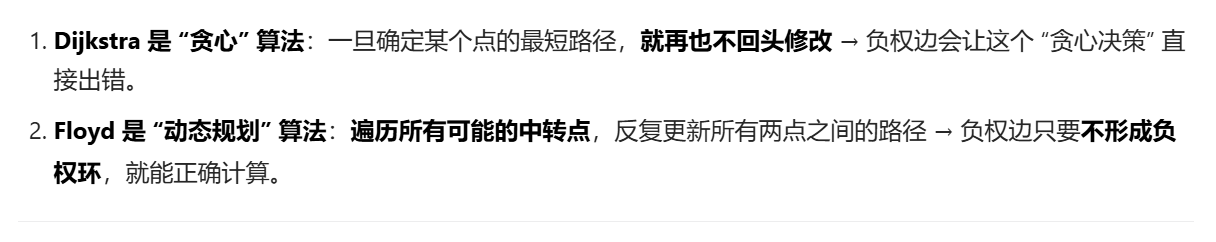 1. Dijkstra 是 “贪心” 算法：一旦确定某个点的最短路径，就再也不回头修改 → 负权边会让这个 “贪心决策” 直
接出错。
2. Floyd 是 “动态规划” 算法：遍历所有可能的中转点，反复更新所有两点之间的路径 → 负权边只要不形成负
权环，就能正确计算。